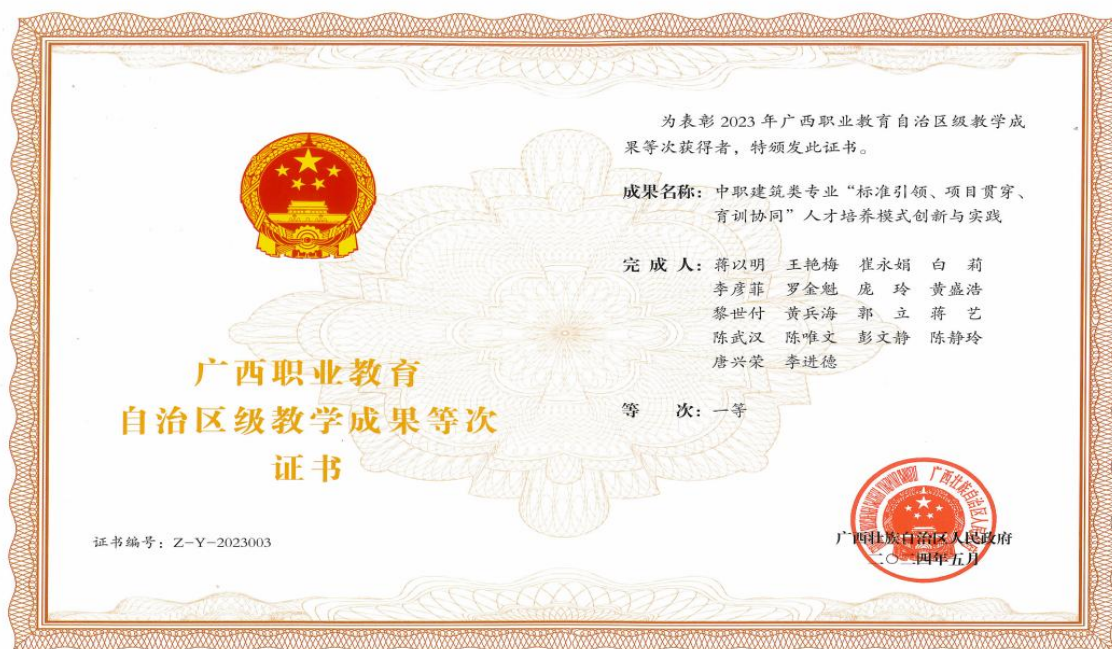 广西职业教育
自治区级教学成果等次
证书
证书编号：Z-Y-2023003
为表彰 2023 年广西职业教育自治区级教学成
果等次获得者，特颁发此证书。
成果名称：中职建筑类专业“标准引领、项目贯穿、
育训协同”人才培养模式创新与实践
完 成 人：蒋以明 王艳梅 崔永娟 白 莉
李彦菲 罗金魁 庞 玲 黄盛浩
黎世付 黄兵海 郭 立 蒋 艺
陈武汉 陈唯文 彭文静 陈静玲
唐兴荣 李进德
等 次：一等
广西壮族自治区人民政府
二〇二四年五月